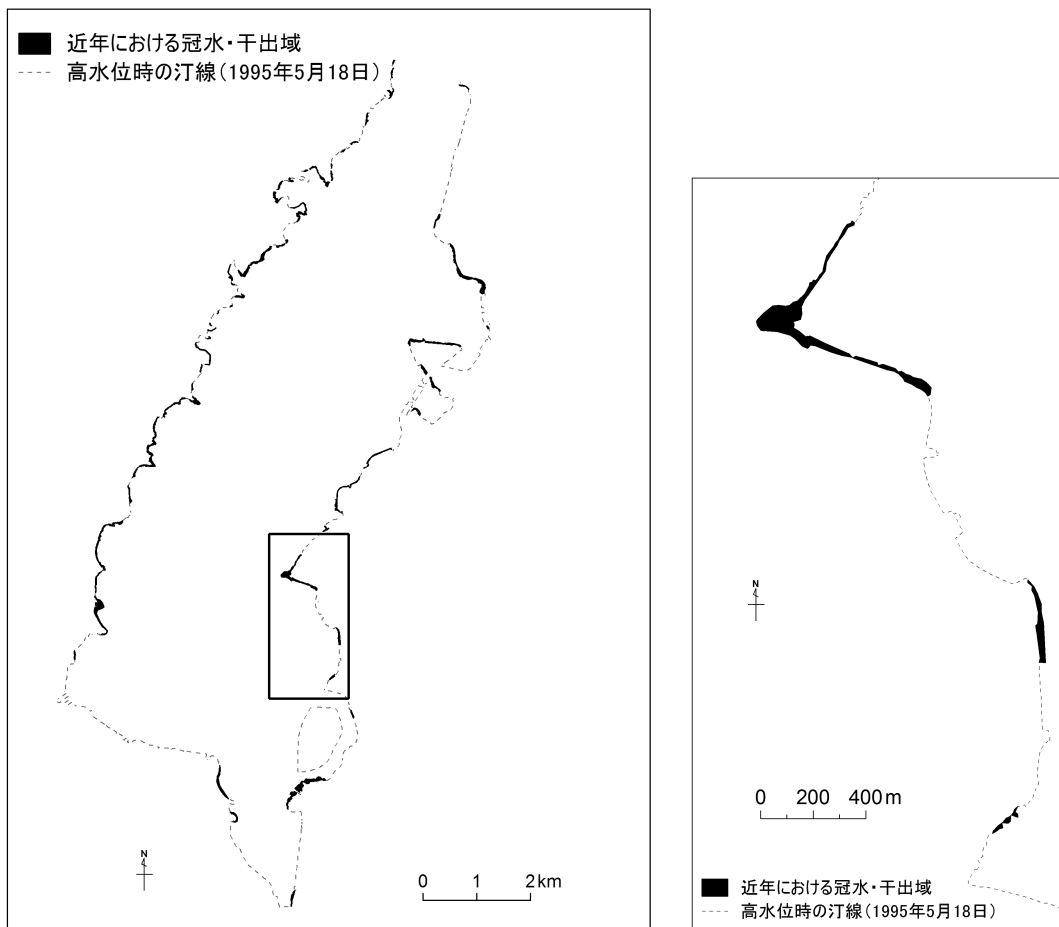 近年における冠水・干出域
高水位時の汀線(1995年5月18日)
N
0 1 2km
N
0 200 400m
近年における冠水・干出域
高水位時の汀線(1995年5月18日)